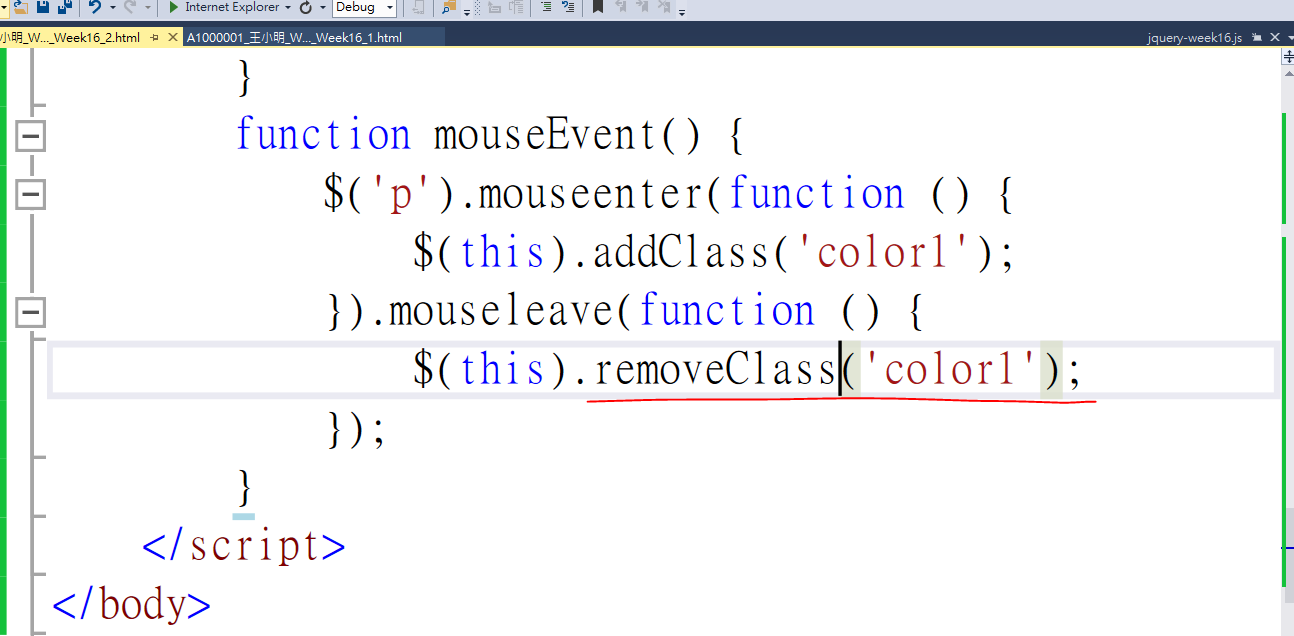 Internet Explorer Debug
小明_W..._Week16_2.html A1000001_王小明_W..._Week16_1.html jquery-week16.js
}
function mouseEvent() {
$('p').mouseenter(function () {
$(this).addClass('color1');
}).mouseleave(function () {
$(this).removeClass('color1');
});
}
</script>
</body>